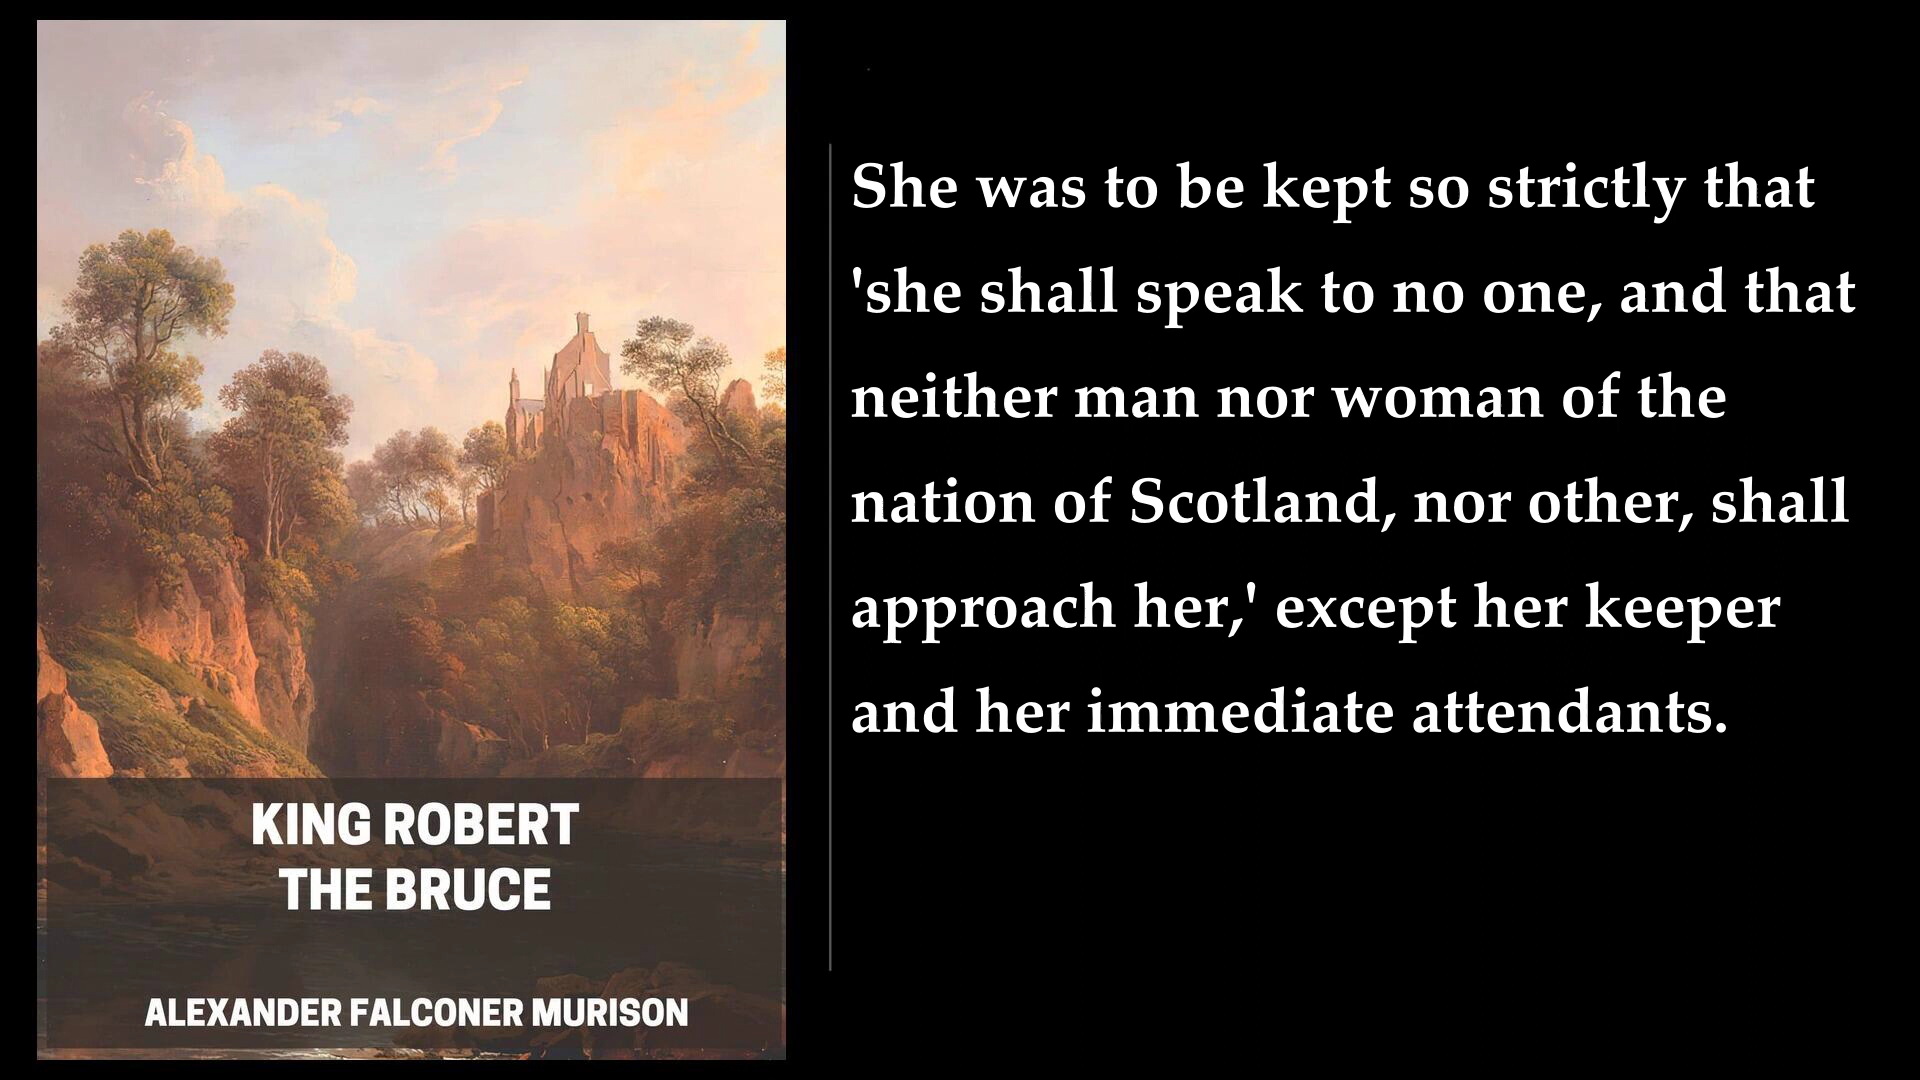 KING ROBERT
THE BRUCE
ALEXANDER FALCONER MURISON
She was to be kept so strictly that
'she shall speak to no one, and that
neither man nor woman of the
nation of Scotland, nor other, shall
approach her,' except her keeper
and her immediate attendants.